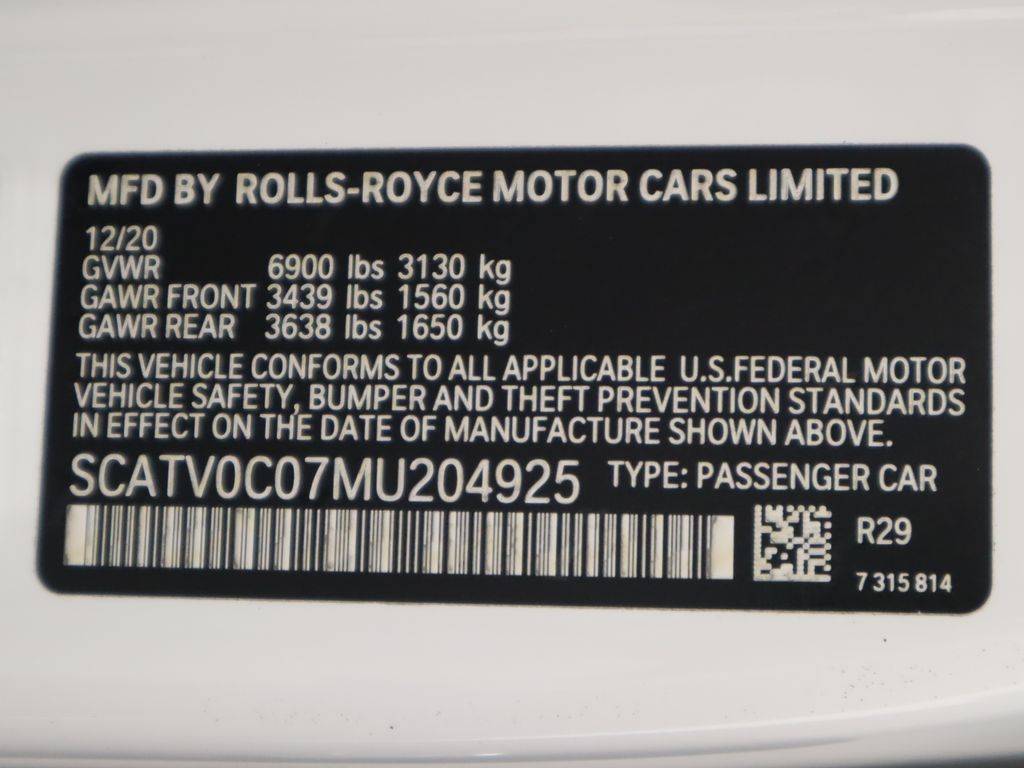 MFD BY ROLLS-ROYCE MOTOR CARS LIMITED
12/20
GVWR 6900 lbs 3130 kg
GAWR FRONT 3439 lbs 1560 kg
GAWR REAR 3638 lbs 1650 kg
THIS VEHICLE CONFORMS TO ALL APPLICABLE U.S.FEDERAL MOTOR
VEHICLE SAFETY, BUMPER AND THEFT PREVENTION STANDARDS
IN EFFECT ON THE DATE OF MANUFACTURE SHOWN ABOVE.
SCATV0C07MU204925 TYPE: PASSENGER CAR
R29
7 315 814